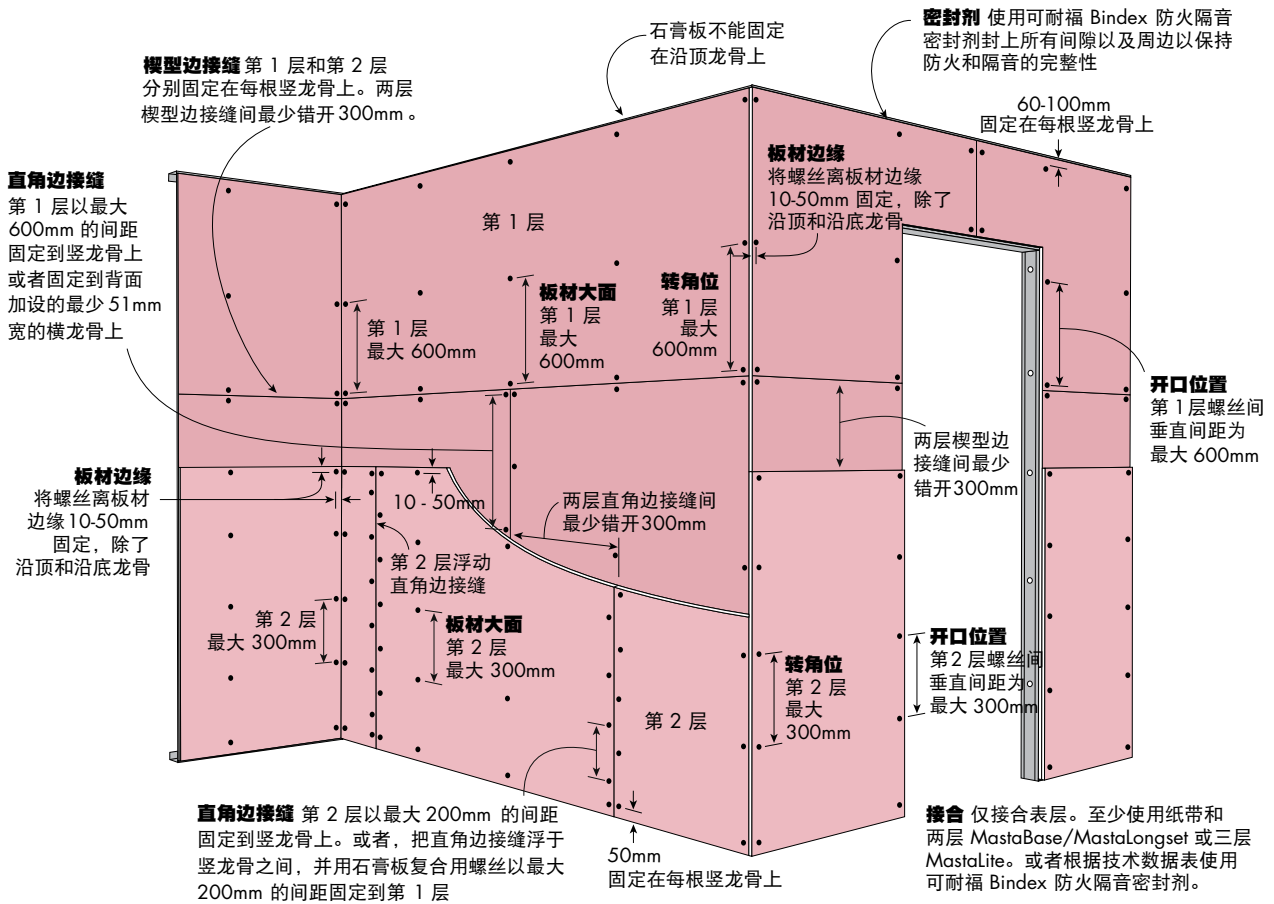 石膏板不能固定
在沿顶龙骨上
密封剂 使用可耐福 Bindex 防火隔音
密封剂封上所有间隙以及周边以保持
防火和隔音的完整性
楔型边接缝 第 1 层和第 2 层
分别固定在每根竖龙骨上。两层
楔型边接缝间最少错开 300mm。
60-100mm
固定在每根竖龙骨上
直角边接缝
第 1 层以最大
600mm 的间距
固定到竖龙骨上
或者固定到背面
加设的最少 51mm
宽的横龙骨上
板材边缘
将螺丝离板材边缘
10-50mm 固定，除了
沿顶和沿底龙骨
第 1 层
第 1 层
最大 600mm
板材大面
第 1 层
最大
600mm
转角位
第 1 层
最大
600mm
开口位置
第 1 层螺丝间
垂直间距为
最大 600mm
两层楔型边
接缝间最少
错开300mm
板材边缘
将螺丝离板材
边缘 10-50mm
固定，除了
沿顶和沿底龙骨
10 - 50mm
两层直角边接缝间
最少错开300mm
第 2 层浮动
直角边接缝
第 2 层
最大 300mm
板材大面
第 2 层
最大 300mm
第 2 层
转角位
第 2 层
最大
300mm
开口位置
第 2 层螺丝间
垂直间距为
最大 300mm
直角边接缝 第 2 层以最大 200mm 的间距
固定到竖龙骨上。或者，把直角边接缝浮于
竖龙骨之间，并用石膏板复合用螺丝以最大
200mm 的间距固定到第 1 层
50mm
固定在每根竖龙骨上
接合 仅接合表层。至少使用纸带和
两层 MastaBase/MastaLongset 或三层
MastaLite。或者根据技术数据表使用
可耐福 Bindex 防火隔音密封剂。